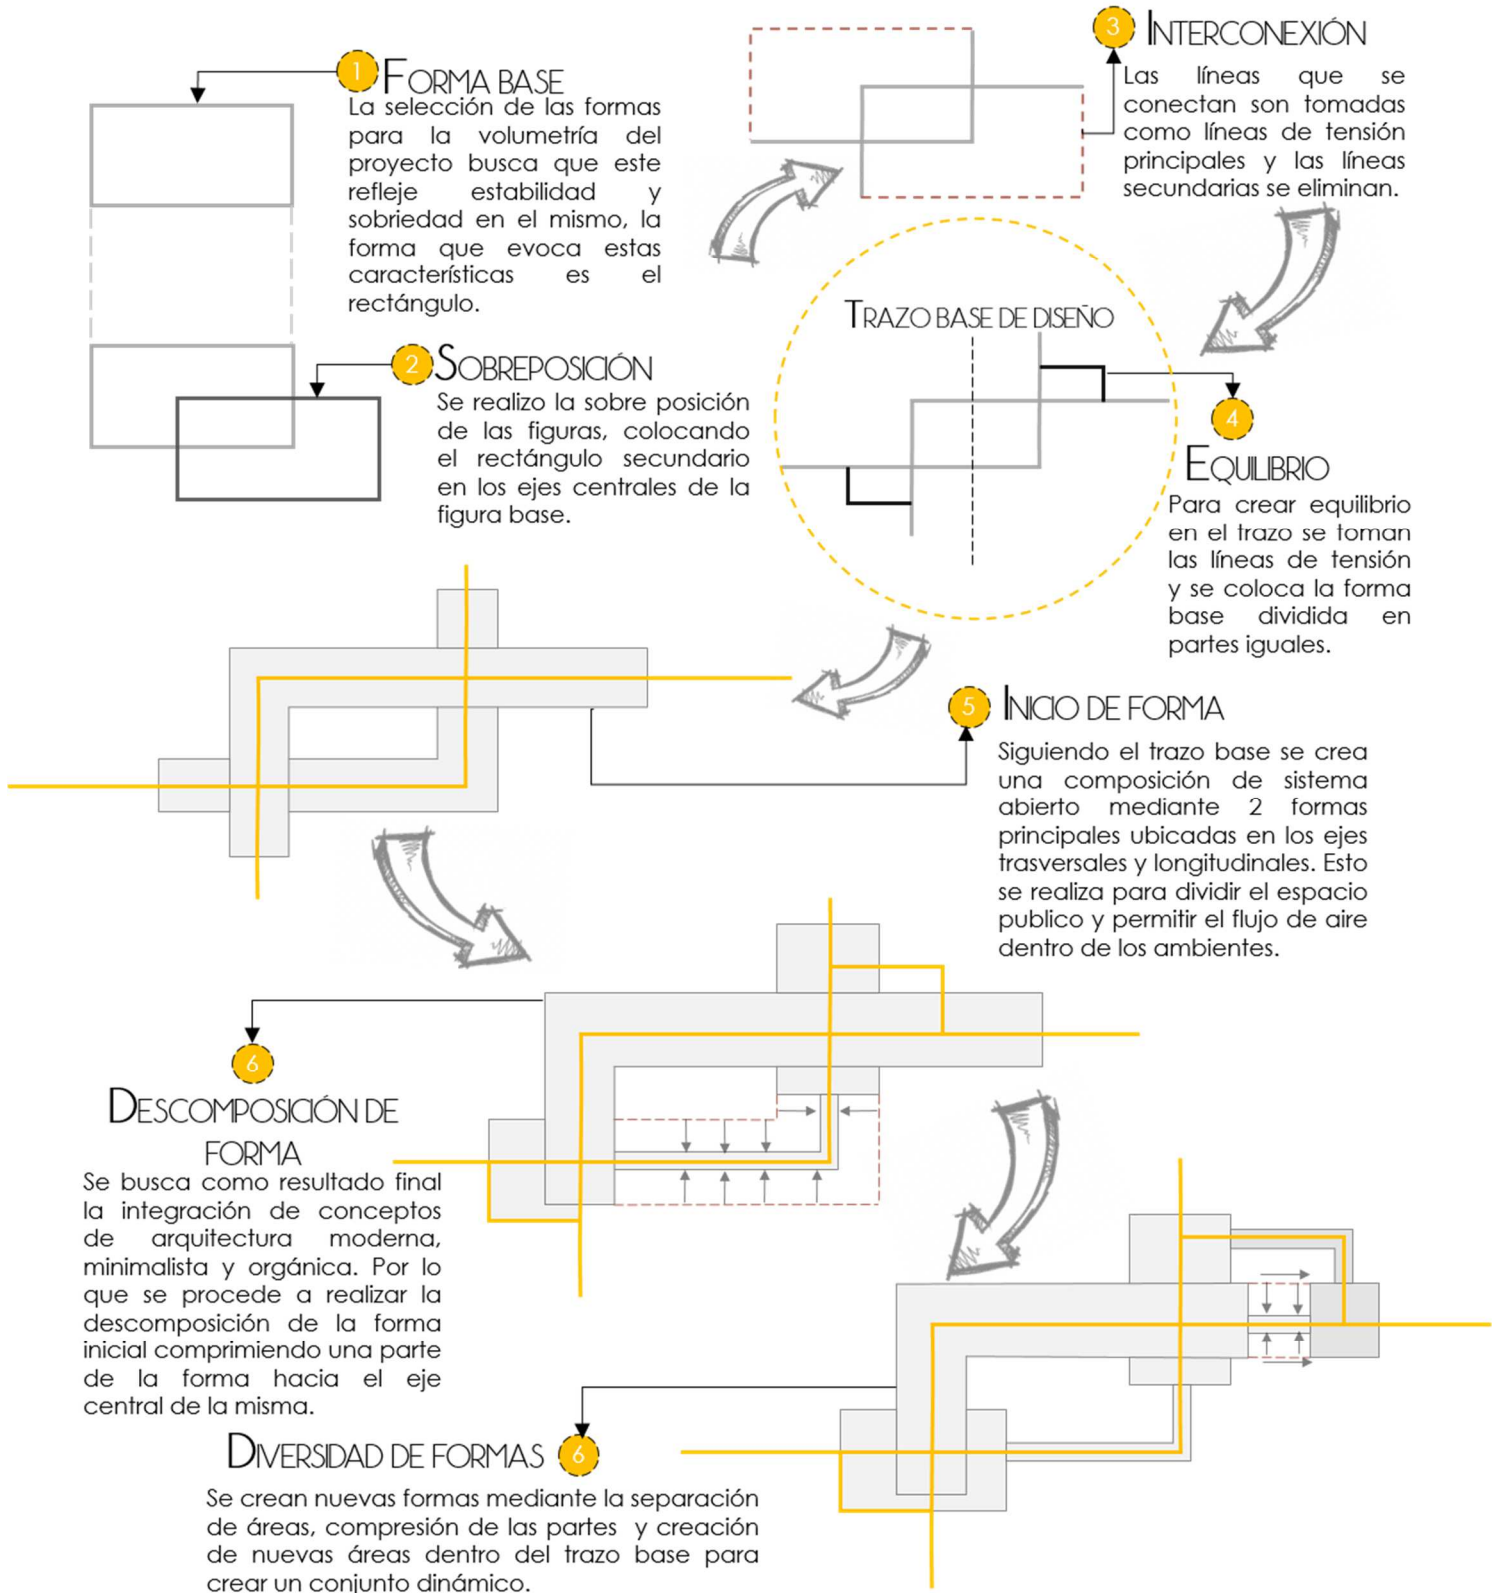 1 FORMA BASE
La selección de las formas
para la volumetría del
proyecto busca que este
refleje estabilidad y
sobriedad en el mismo, la
forma que evoca estas
características es el
rectángulo.
2 SOBREPOSICIÓN
Se realizo la sobre posición
de las figuras, colocando
el rectángulo secundario
en los ejes centrales de la
figura base.
3 INTERCONEXIÓN
Las líneas que se
conectan son tomadas
como líneas de tensión
principales y las líneas
secundarias se eliminan.
TRAZO BASE DE DISEÑO
4
EQUILIBRIO
Para crear equilibrio
en el trazo se toman
las líneas de tensión
y se coloca la forma
base dividida en
partes iguales.
5 INICIO DE FORMA
Siguiendo el trazo base se crea
una composición de sistema
abierto mediante 2 formas
principales ubicadas en los ejes
trasversales y longitudinales. Esto
se realiza para dividir el espacio
publico y permitir el flujo de aire
dentro de los ambientes.
6
DESCOMPOSICIÓN DE
FORMA
Se busca como resultado final
la integración de conceptos
de arquitectura moderna,
minimalista y orgánica. Por lo
que se procede a realizar la
descomposición de la forma
inicial comprimiendo una parte
de la forma hacia el eje
central de la misma.
DIVERSIDAD DE FORMAS 6
Se crean nuevas formas mediante la separación
de áreas, compresión de las partes y creación
de nuevas áreas dentro del trazo base para
crear un conjunto dinámico.